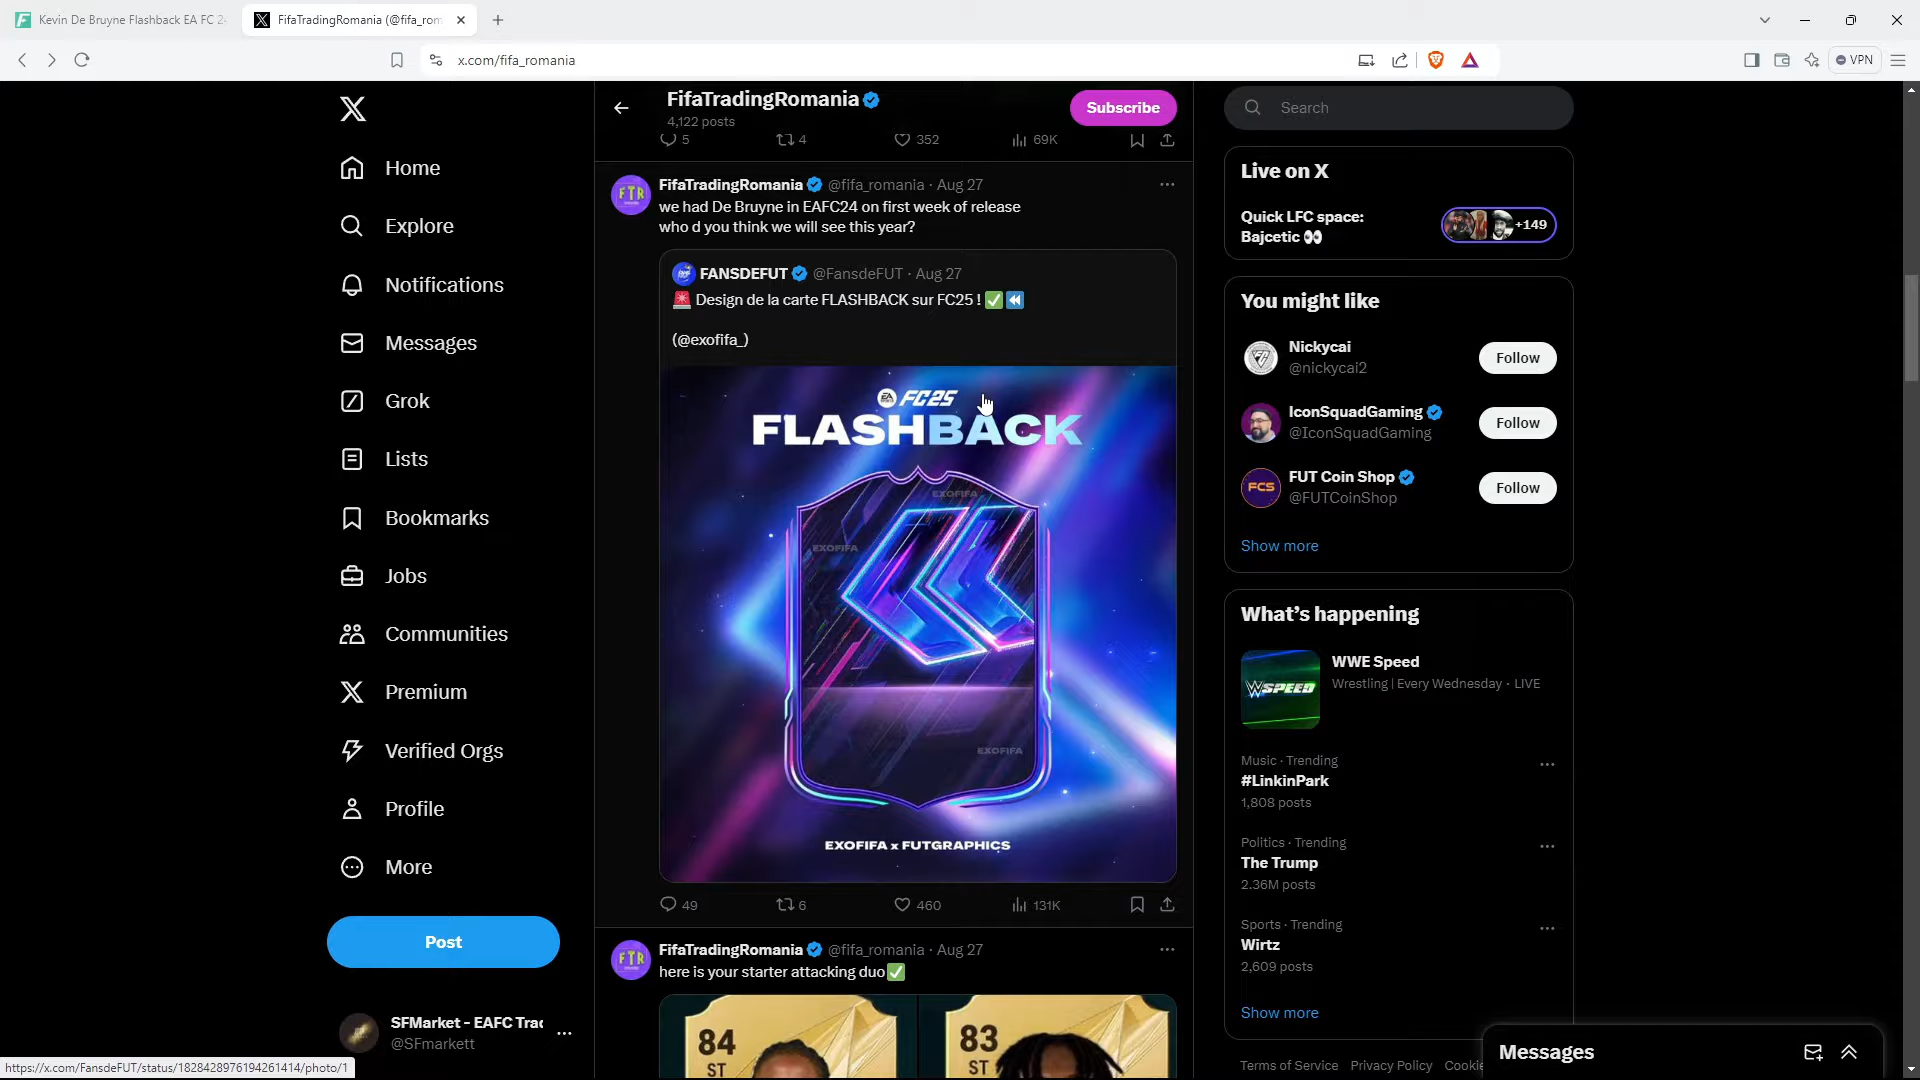 Kevin De Bruyne Flashback EA FC 2
FifaTradingRomania (@fifa_rom
x.com/fifa_romania
VPN
Home
Explore
Notifications
Messages
Grok
Lists
Bookmarks
Jobs
Communities
Premium
Verified Orgs
Profile
More
Post
SFMarket - EAFC Trad
@SFmarkett
https://x.com/FansdeFUT/status/1828428976194261414/photo/1
FifaTradingRomania
4,122 posts
Subscribe
5 4 352 69K
FTR
FifaTradingRomania @fifa_romania · Aug 27
we had De Bruyne in EAFC24 on first week of release
who d you think we will see this year?
FANSDEFUT @FansdeFUT · Aug 27
🚨 Design de la carte FLASHBACK sur FC25 ! ✅⏪
(@exofifa_)
EA SPORTS FC25
FLASHBACK
EXOFIFA
EXOFIFA
EXOFIFA
EXOFIFA x FUTGRAPHICS
49 6 460 131K
FTR
FifaTradingRomania @fifa_romania · Aug 27
here is your starter attacking duo✅
84
ST
83
ST
Search
Live on X
Quick LFC space:
Bajcetic 👀
+149
You might like
Nickycai
@nickycai2
Follow
IconSquadGaming
@IconSquadGaming
Follow
FCS
FUT Coin Shop
@FUTCoinShop
Follow
Show more
What's happening
WSPEED
WWE Speed
Wrestling | Every Wednesday · LIVE
Music · Trending
#LinkinPark
1,808 posts
Politics · Trending
The Trump
2.36M posts
Sports · Trending
Wirtz
2,609 posts
Show more
Terms of Service Privacy Policy Cookie
Messages